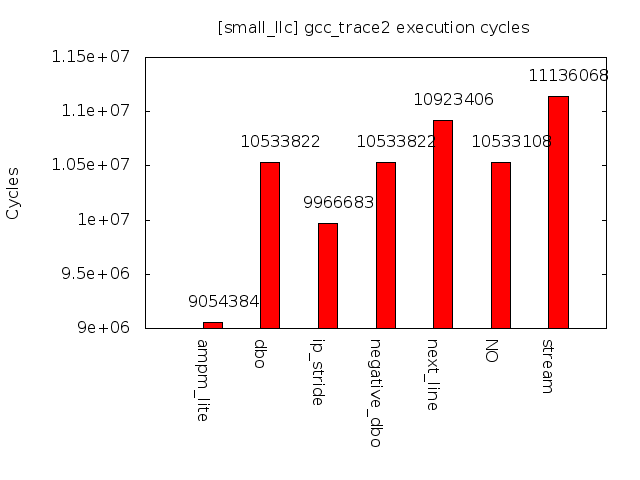 [small_llc] gcc_trace2 execution cycles
1.15e+07
1.1e+07
1.05e+07
1e+07
9.5e+06
9e+06
Cycles
9054384
10533822
9966683
10533822
10923406
10533108
11136068
ampm_lite
dbo
ip_stride
negative_dbo
next_line
NO
stream